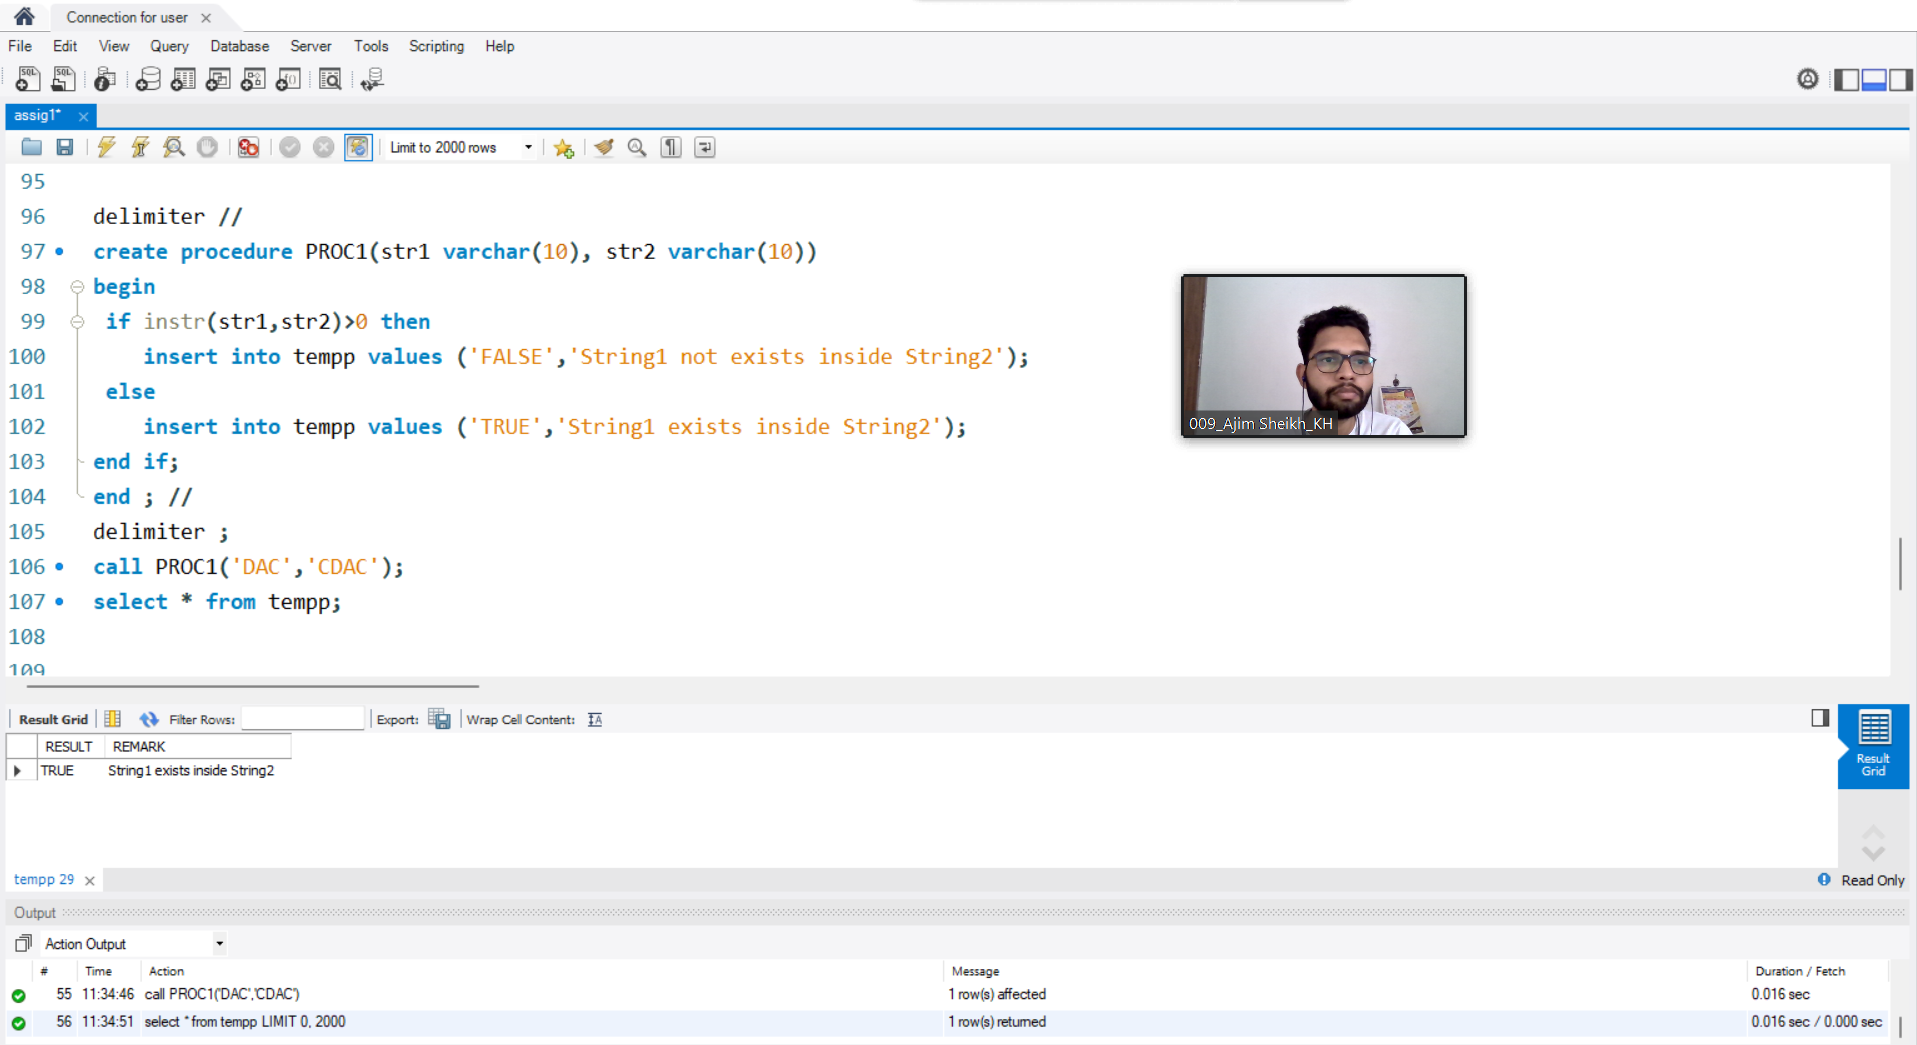 Connection for user
File Edit View Query Database Server Tools Scripting Help
assig1*
Limit to 2000 rows
95
96 delimiter //
97 create procedure PROC1(str1 varchar(10), str2 varchar(10))
98 begin
99 if instr(str1,str2)>0 then
100 insert into tempp values ('FALSE','String1 not exists inside String2');
101 else
102 insert into tempp values ('TRUE','String1 exists inside String2');
103 end if;
104 end ; //
105 delimiter ;
106 call PROC1('DAC','CDAC');
107 select * from tempp;
108
109
009_Ajim Sheikh_KH
Result Grid Filter Rows: Export: Wrap Cell Content:
RESULT REMARK
TRUE String1 exists inside String2
Result
Grid
tempp 29
Read Only
Output
Action Output
# Time Action Message Duration / Fetch
55 11:34:46 call PROC1('DAC','CDAC') 1 row(s) affected 0.016 sec
56 11:34:51 select * from tempp LIMIT 0, 2000 1 row(s) returned 0.016 sec / 0.000 sec